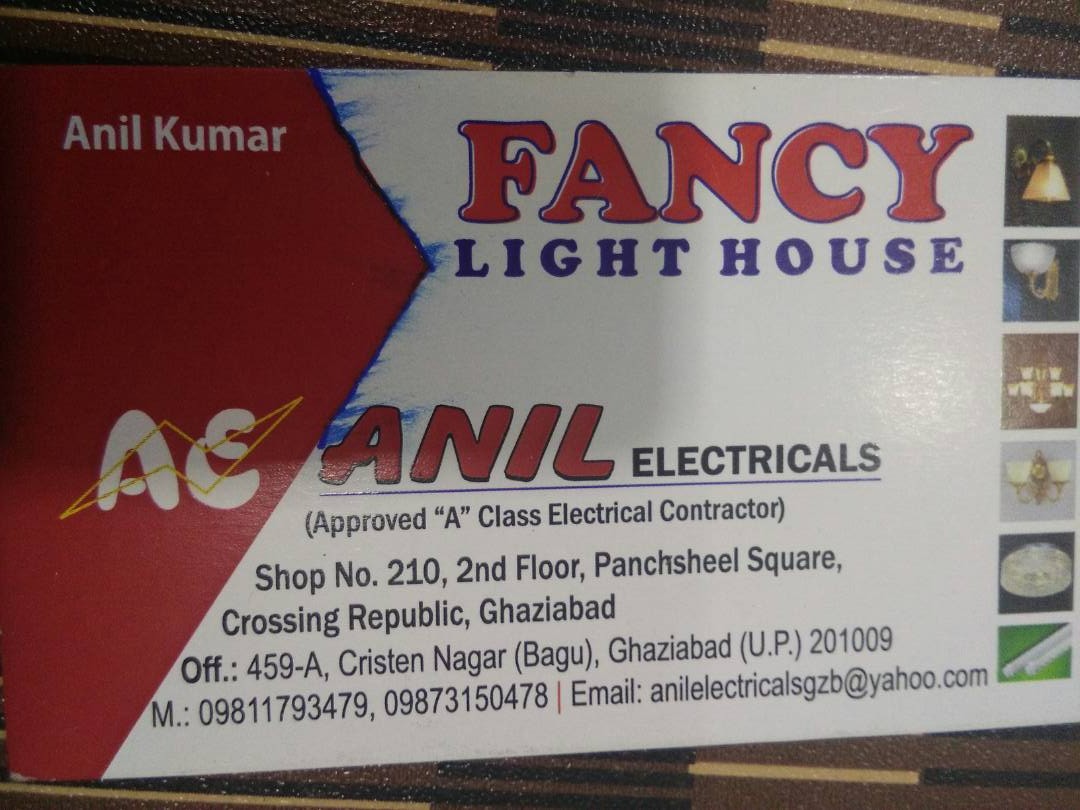 Anil Kumar
FANCY
LIGHT HOUSE
AE
ANIL ELECTRICALS
(Approved “A” Class Electrical Contractor)
Shop No. 210, 2nd Floor, Panchsheel Square,
Crossing Republic, Ghaziabad
Off.: 459-A, Cristen Nagar (Bagu), Ghaziabad (U.P.) 201009
M.: 09811793479, 09873150478 | Email: anilelectricalsgzb@yahoo.com